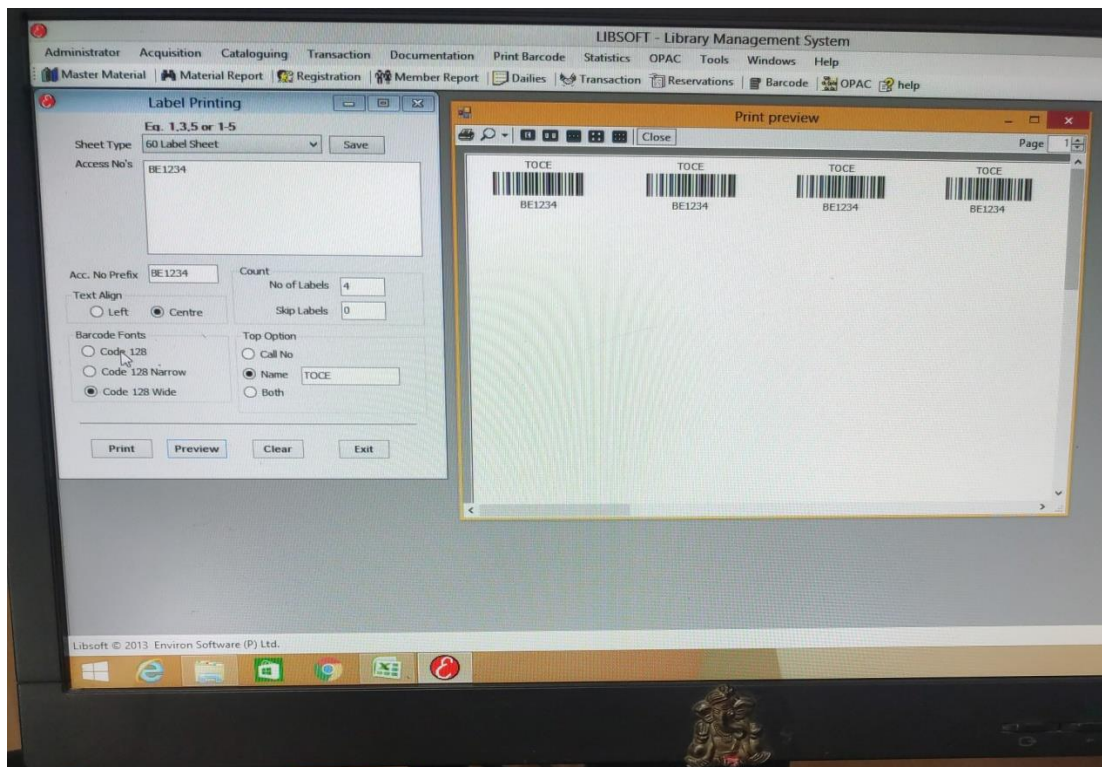 LIBSOFT - Library Management System
Administrator Acquisition Cataloguing Transaction Documentation Print Barcode Statistics OPAC Tools Windows Help
Master Material Material Report Registration Member Report Dailies Transaction Reservations Barcode OPAC help
Label Printing
Eg. 1,3,5 or 1-5
Sheet Type 60 Label Sheet Save
Access No's BE1234
Acc. No Prefix BE1234
Count
No of Labels 4
Skip Labels 0
Text Align
Left Centre
Barcode Fonts
Code 128
Code 128 Narrow
Code 128 Wide
Top Option
Call No
Name TOCE
Both
Print Preview Clear Exit
Print preview
Close Page 1
TOCE TOCE TOCE TOCE
BE1234 BE1234 BE1234 BE1234
Libsoft © 2013 Environ Software (P) Ltd.